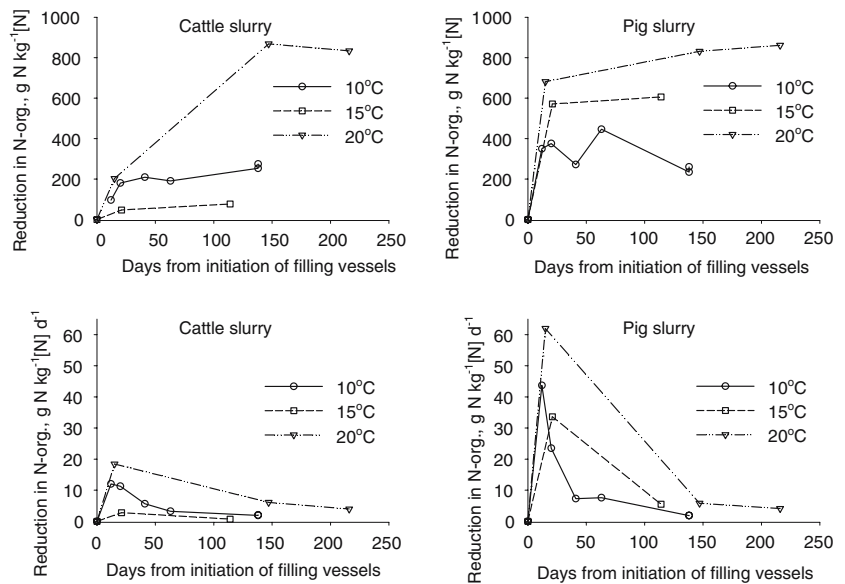 Cattle slurry
Reduction in N-org., g N kg⁻¹[N]
1000
800
600
400
200
0
10°C
15°C
20°C
0 50 100 150 200 250
Days from initiation of filling vessels
Pig slurry
Reduction in N-org., g N kg⁻¹[N]
1000
800
600
400
200
0
10°C
15°C
20°C
0 50 100 150 200 250
Days from initiation of filling vessels
Cattle slurry
Reduction in N-org., g N kg⁻¹[N] d⁻¹
60
50
40
30
20
10
0
10°C
15°C
20°C
0 50 100 150 200 250
Days from initiation of filling vessels
Pig slurry
Reduction in N-org., g N kg⁻¹[N] d⁻¹
60
50
40
30
20
10
0
10°C
15°C
20°C
0 50 100 150 200 250
Days from initiation of filling vessels